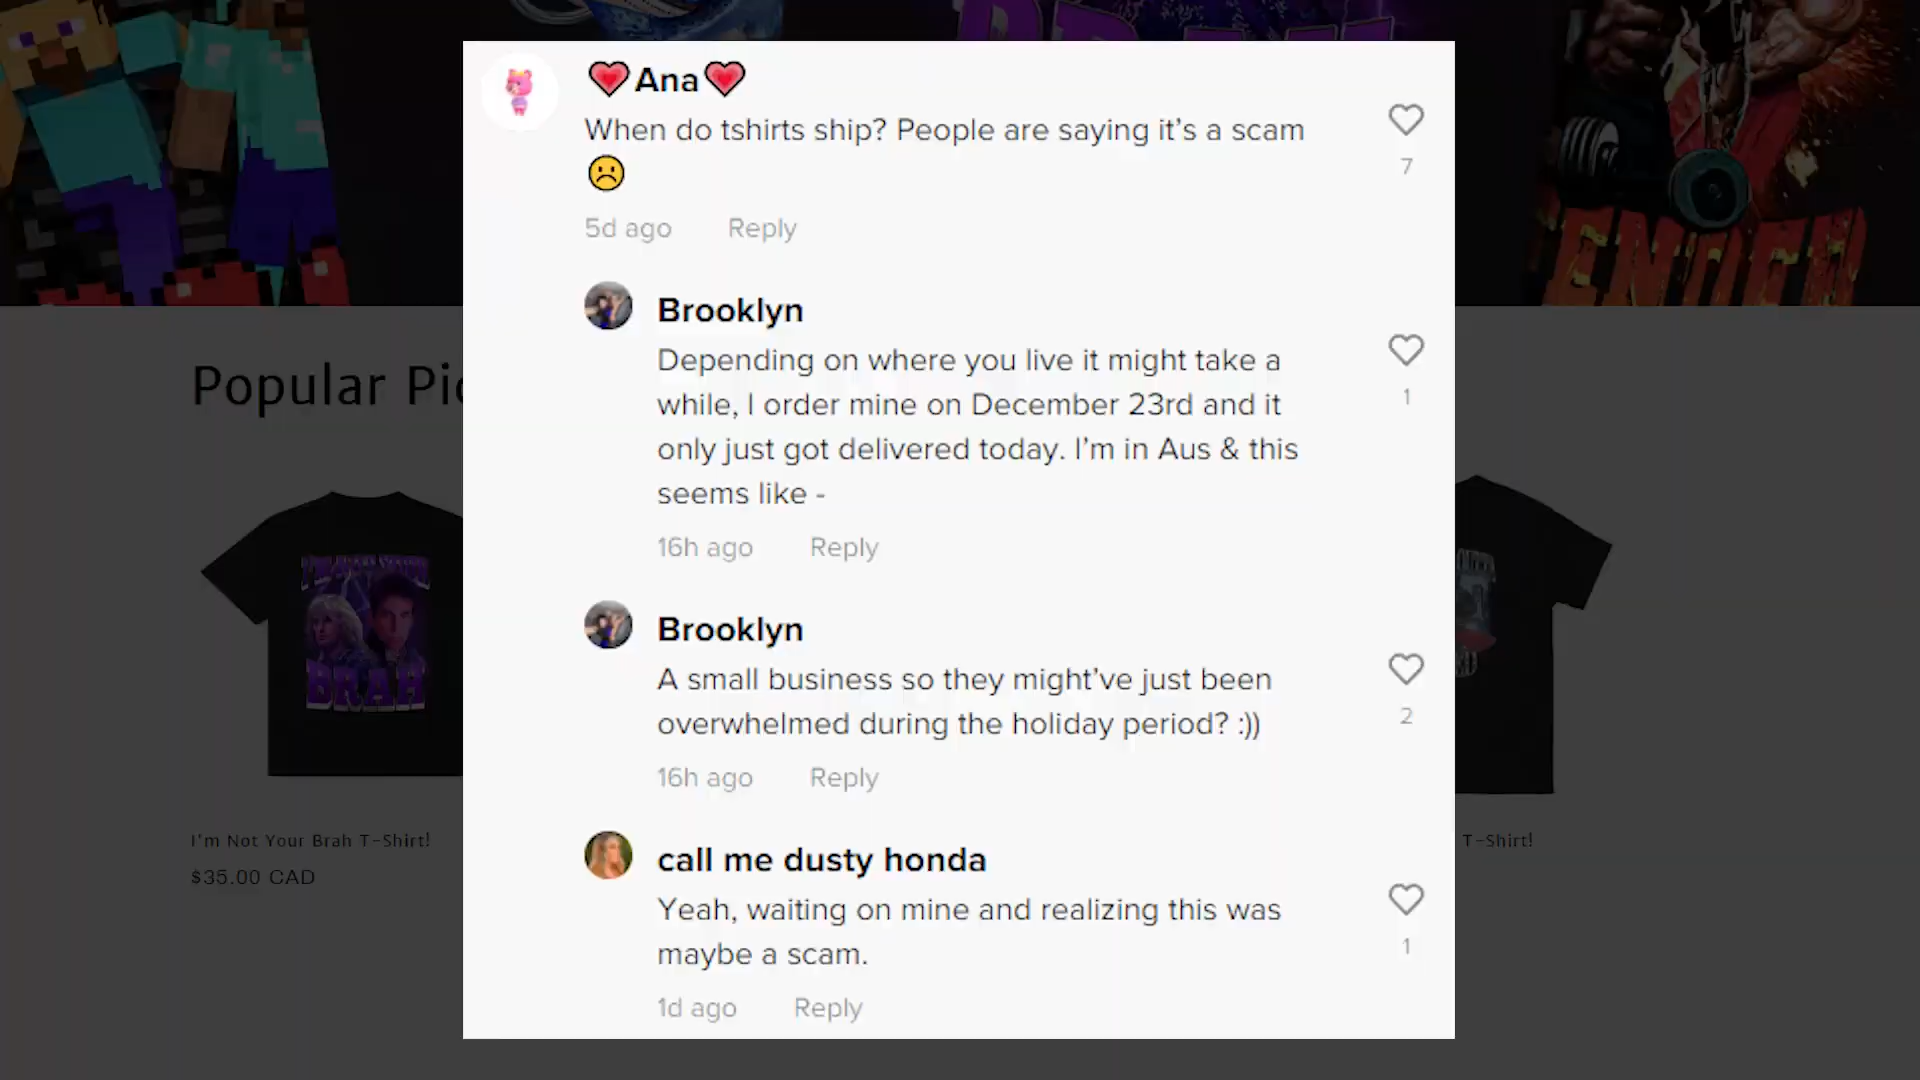 ❤️Ana❤️
When do tshirts ship? People are saying it's a scam
☹️
7
5d ago Reply
Brooklyn
Depending on where you live it might take a
while, I order mine on December 23rd and it
only just got delivered today. I'm in Aus & this
seems like -
1
16h ago Reply
Brooklyn
A small business so they might've just been
overwhelmed during the holiday period? :))
2
16h ago Reply
call me dusty honda
Yeah, waiting on mine and realizing this was
maybe a scam.
1
1d ago Reply
Popular Pic
BRAH
I'm Not Your Brah T-Shirt!
$35.00 CAD
T-Shirt!